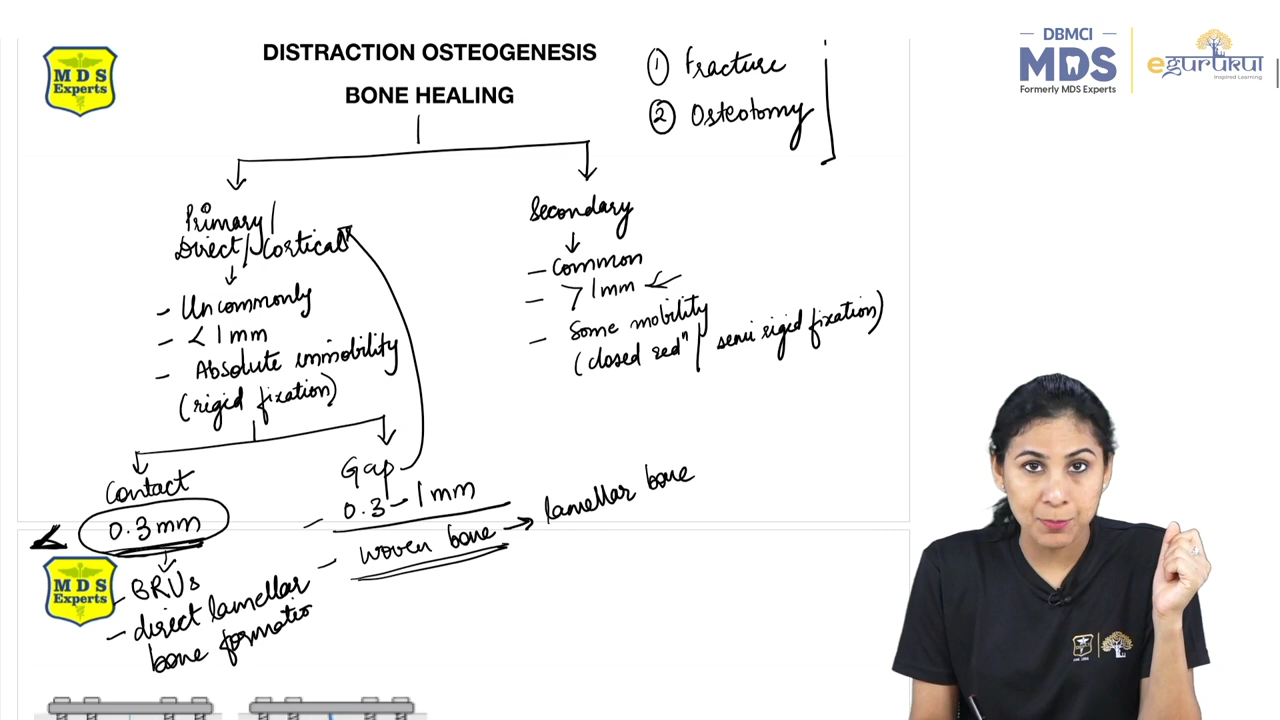 DISTRACTION OSTEOGENESIS
BONE HEALING
① Fracture
② Osteotomy
MDS
Experts
DBMCI
MDS
Formerly MDS Experts
egurukul
Inspired Learning
Primary/
Direct/Cortical
- Uncommonly
- < 1mm
- Absolute immobility
(rigid fixation)
Secondary
- Common
- > 1mm
- Some mobility
(closed redⁿ/ semi rigid fixation)
Contact
< 0.3mm
- BRUs
- direct lamellar
bone formatio
Gap
- 0.3 - 1mm
- woven bone → lamellar bone
MDS
Experts